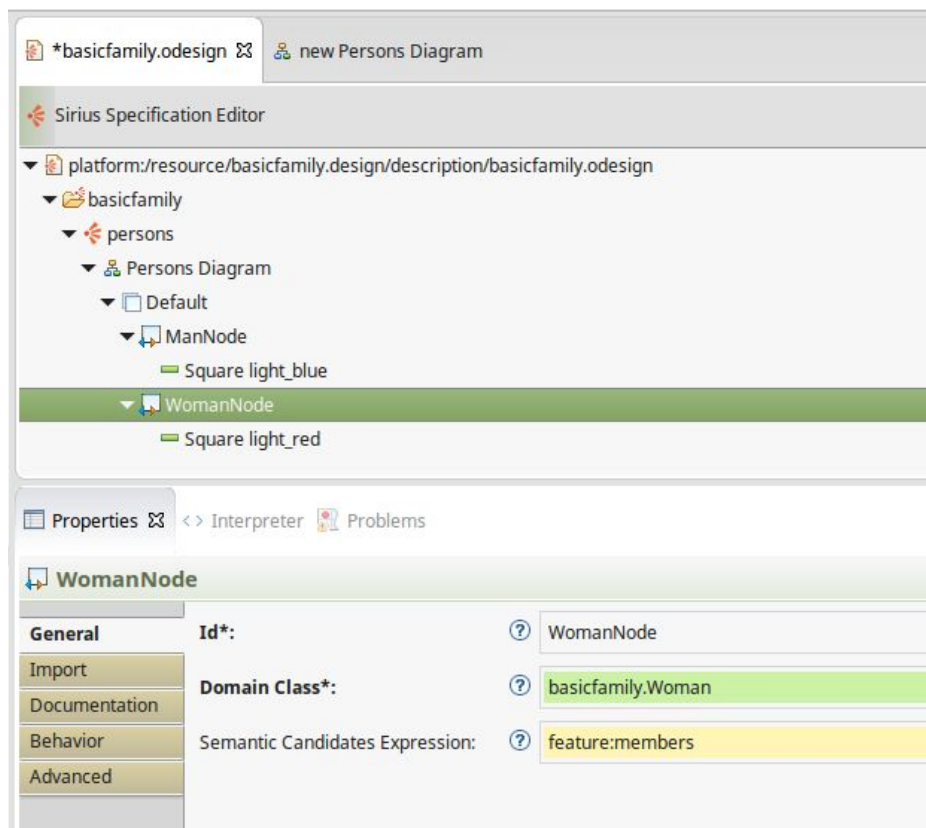 *basicfamily.odesign new Persons Diagram
Sirius Specification Editor
platform:/resource/basicfamily.design/description/basicfamily.odesign
basicfamily
persons
Persons Diagram
Default
ManNode
Square light_blue
WomanNode
Square light_red
Properties <> Interpreter Problems
WomanNode
General Id*: ? WomanNode
Import
Domain Class*: ? basicfamily.Woman
Documentation
Behavior Semantic Candidates Expression: ? feature:members
Advanced